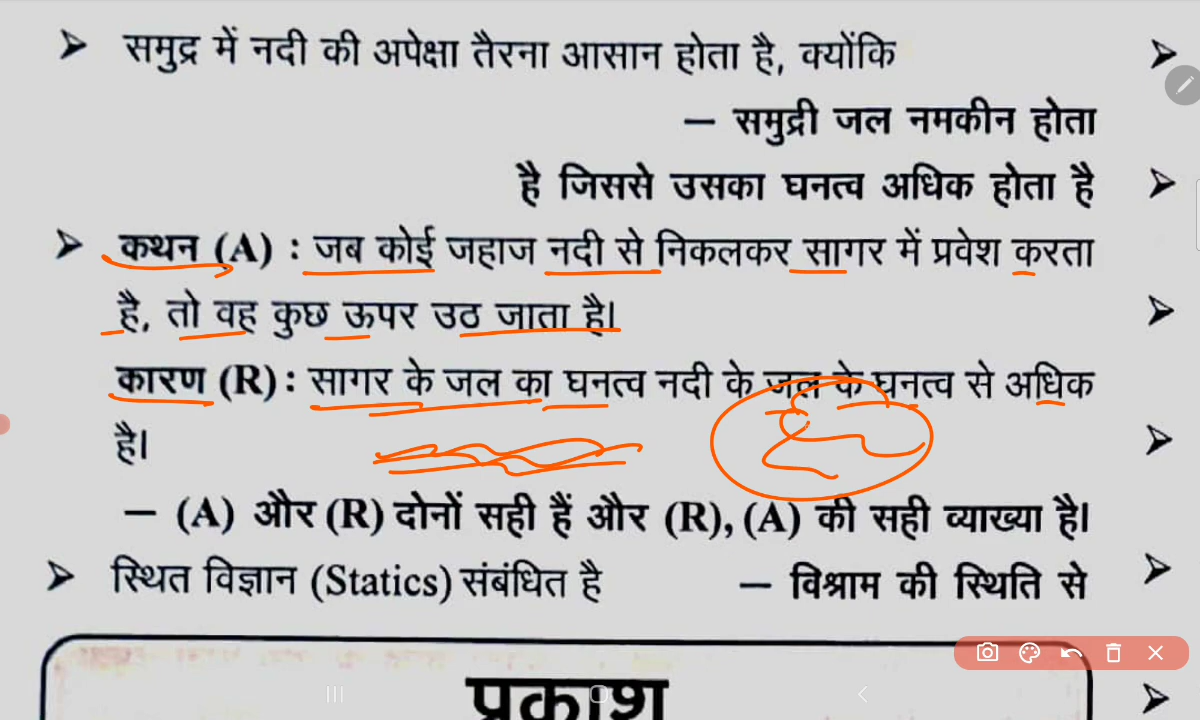 ➤ समुद्र में नदी की अपेक्षा तैरना आसान होता है, क्योंकि
– समुद्री जल नमकीन होता
है जिससे उसका घनत्व अधिक होता है
➤ कथन (A) : जब कोई जहाज नदी से निकलकर सागर में प्रवेश करता
है, तो वह कुछ ऊपर उठ जाता है।
कारण (R) : सागर के जल का घनत्व नदी के जल के घनत्व से अधिक
है।
– (A) और (R) दोनों सही हैं और (R), (A) की सही व्याख्या है।
➤ स्थित विज्ञान (Statics) संबंधित है – विश्राम की स्थिति से
प्रकाश